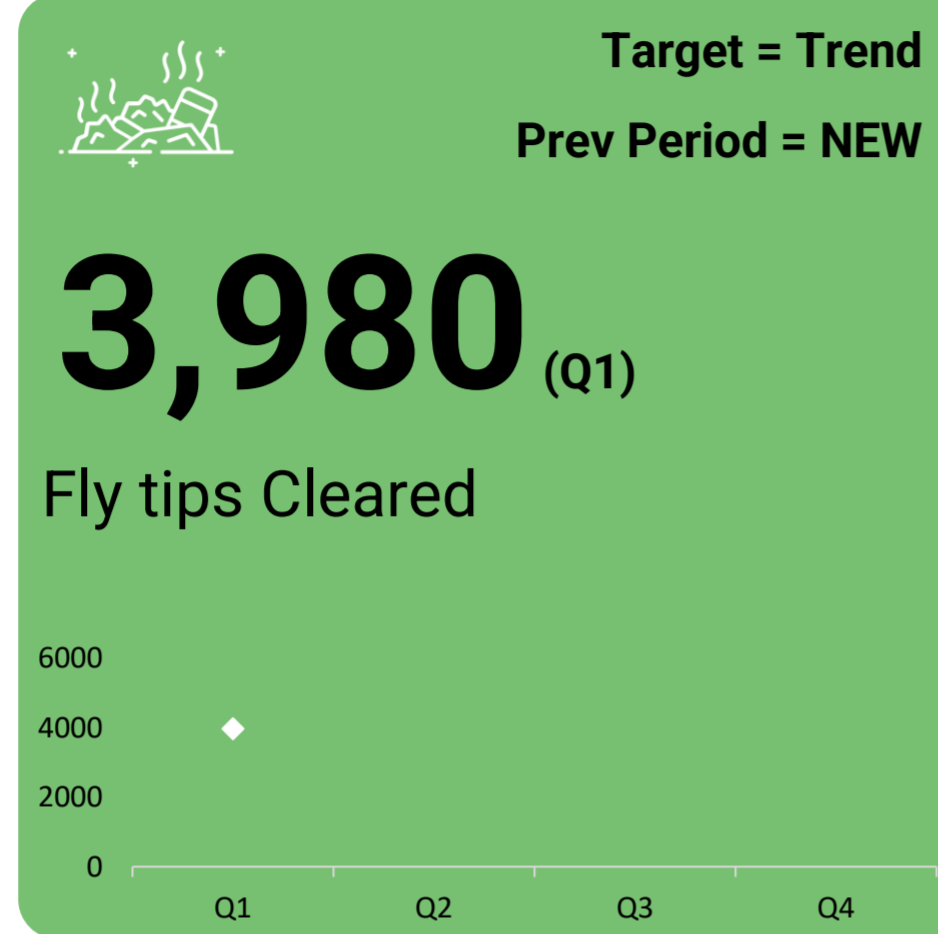 Target = Trend
Prev Period = NEW
3,980 (Q1)
Fly tips Cleared
6000
4000
2000
0
Q1 Q2 Q3 Q4